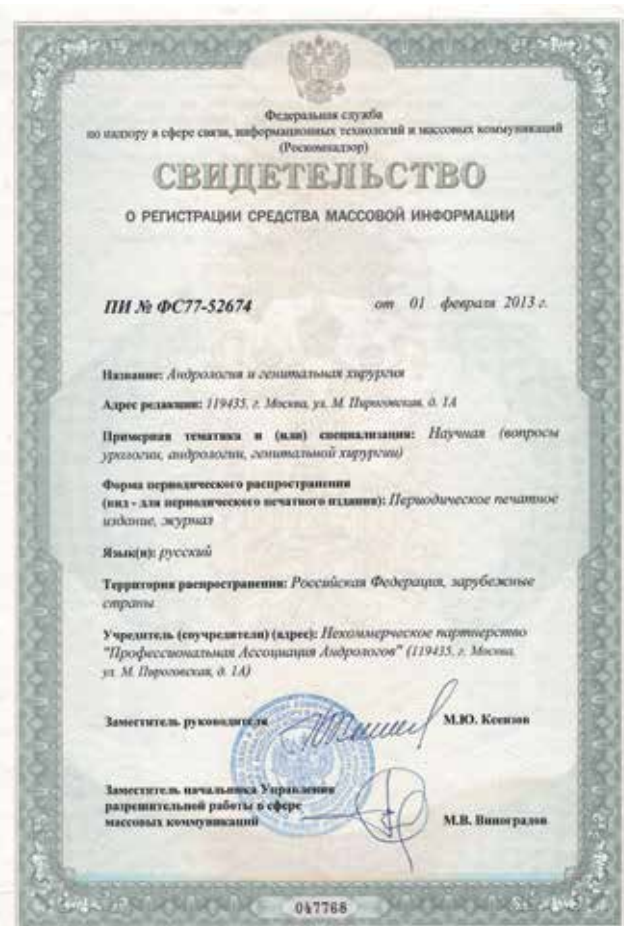 Федеральная служба
по надзору в сфере связи, информационных технологий и массовых коммуникаций
(Роскомнадзор)
СВИДЕТЕЛЬСТВО
О РЕГИСТРАЦИИ СРЕДСТВА МАССОВОЙ ИНФОРМАЦИИ
ПИ № ФС77-52674 от 01 февраля 2013 г.
Название: Андрология и генитальная хирургия
Адрес редакции: 119435, г. Москва, ул. М. Пироговская, д. 1А
Примерная тематика и (или) специализация: Научная (вопросы
урологии, андрологии, генитальной хирургии)
Форма периодического распространения
(вид - для периодического печатного издания): Периодическое печатное
издание, журнал
Язык(и): русский
Территория распространения: Российская Федерация, зарубежные
страны
Учредитель (соучредители) (адрес): Некоммерческое партнерство
"Профессиональная Ассоциация Андрологов" (119435, г. Москва,
ул. М. Пироговская, д. 1А)
Заместитель руководителя М.Ю. Ксензов
Заместитель начальника Управления
разрешительной работы в сфере
массовых коммуникаций М.В. Виноградов
047768